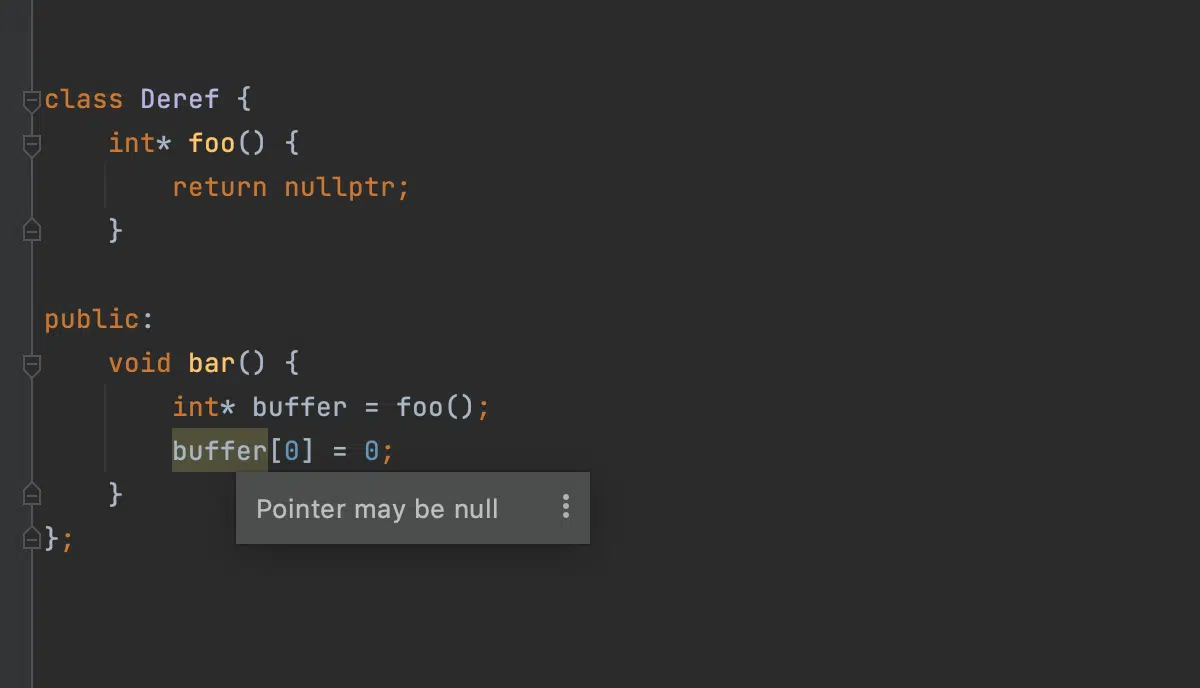 class Deref {
    int* foo() {
        return nullptr;
    }
public:
    void bar() {
        int* buffer = foo();
        buffer[0] = 0;
Pointer may be null
    }
};